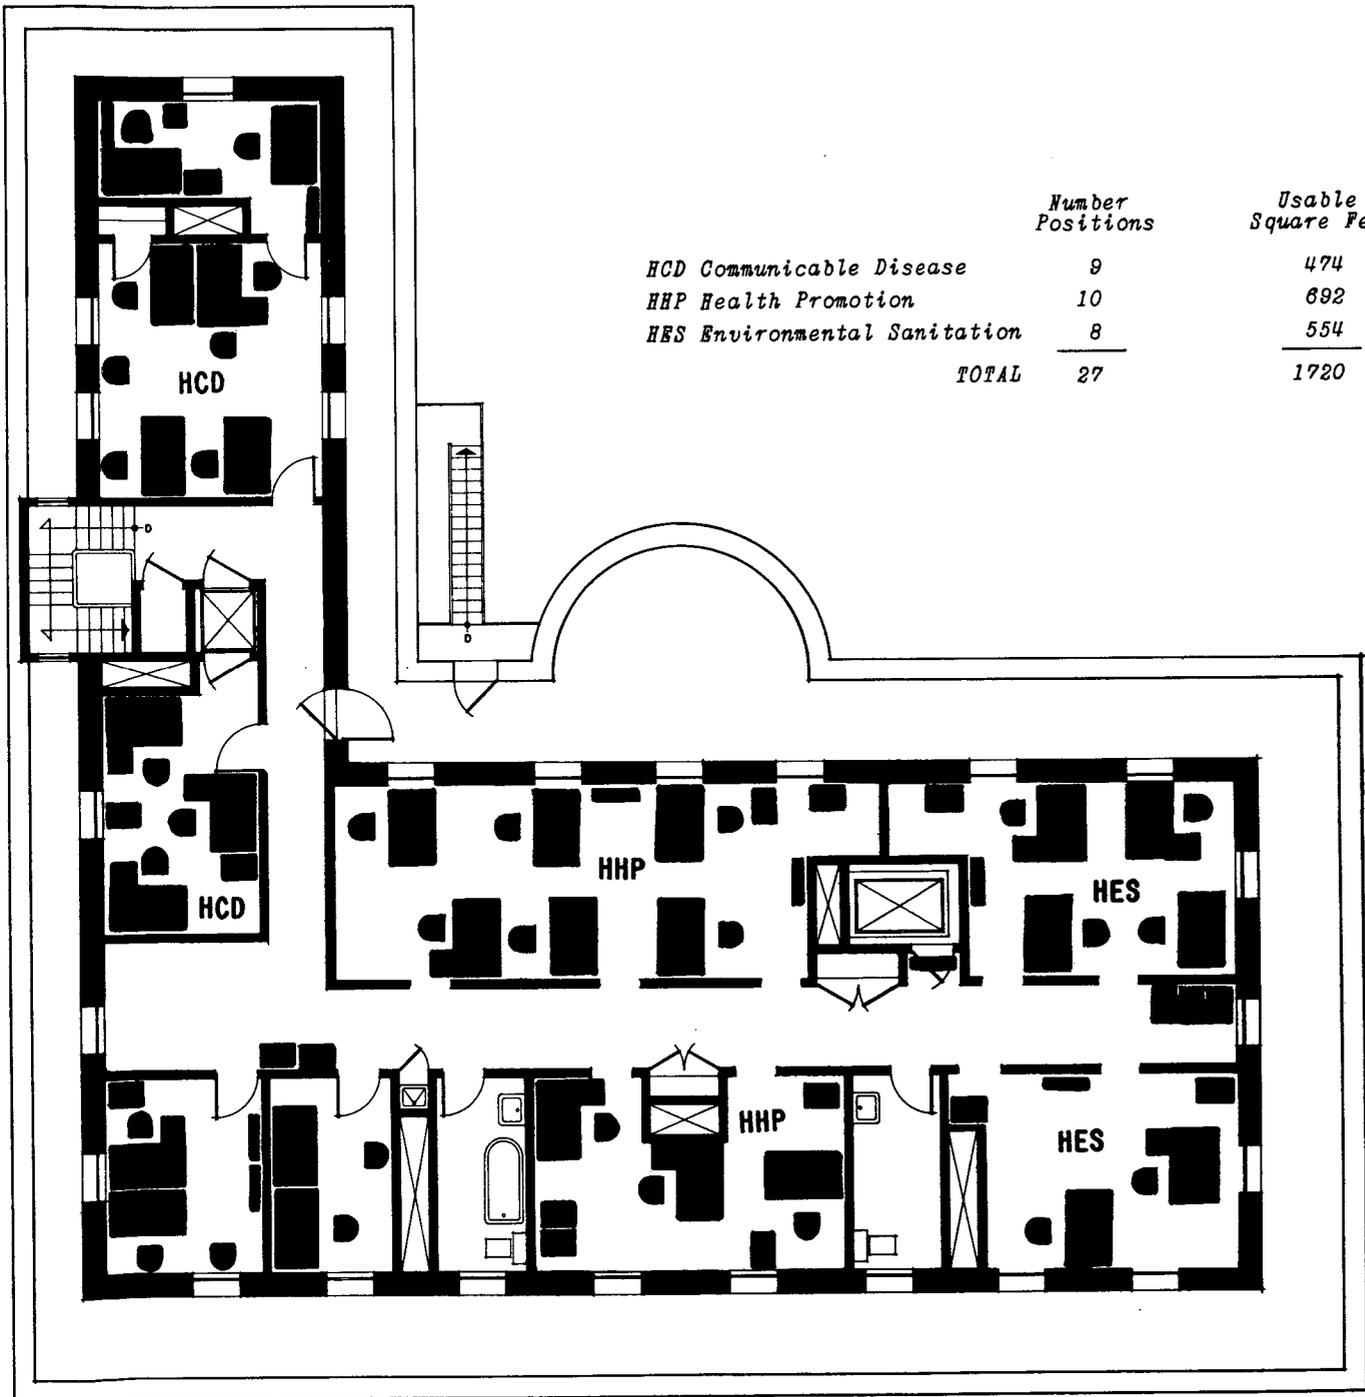 Number Usable
Positions Square Fe
HCD Communicable Disease 9 474
HHP Health Promotion 10 692
HES Environmental Sanitation 8 554
TOTAL 27 1720
HCD
D
D
HCD
HHP
HES
HHP
HES